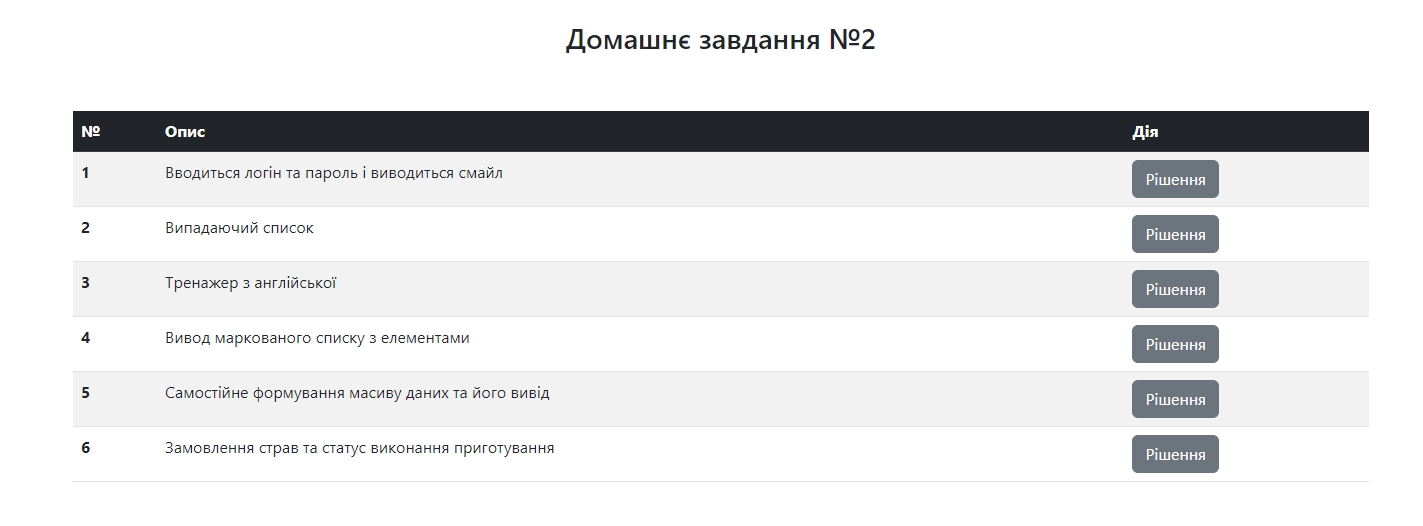 Домашнє завдання №2
№ Опис Дія
1 Вводиться логін та пароль і виводиться смайл Рішення
2 Випадаючий список Рішення
3 Тренажер з англійської Рішення
4 Вивод маркованого списку з елементами Рішення
5 Самостійне формування масиву даних та його вивід Рішення
6 Замовлення страв та статус виконання приготування Рішення